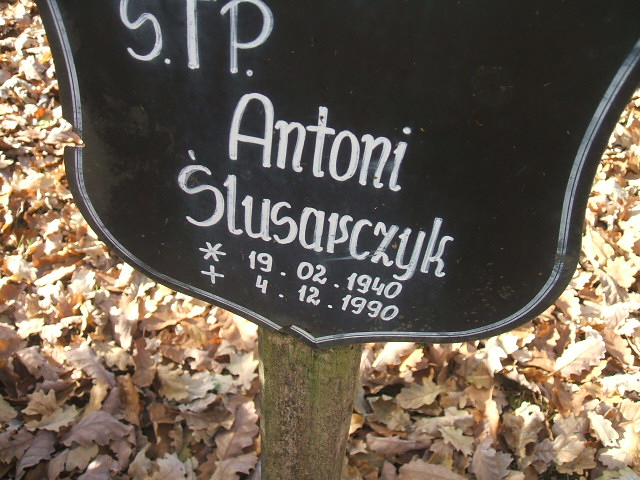 Ś.†P.
Antoni
Ślusarczyk
* 19.02.1940
+ 4.12.1990